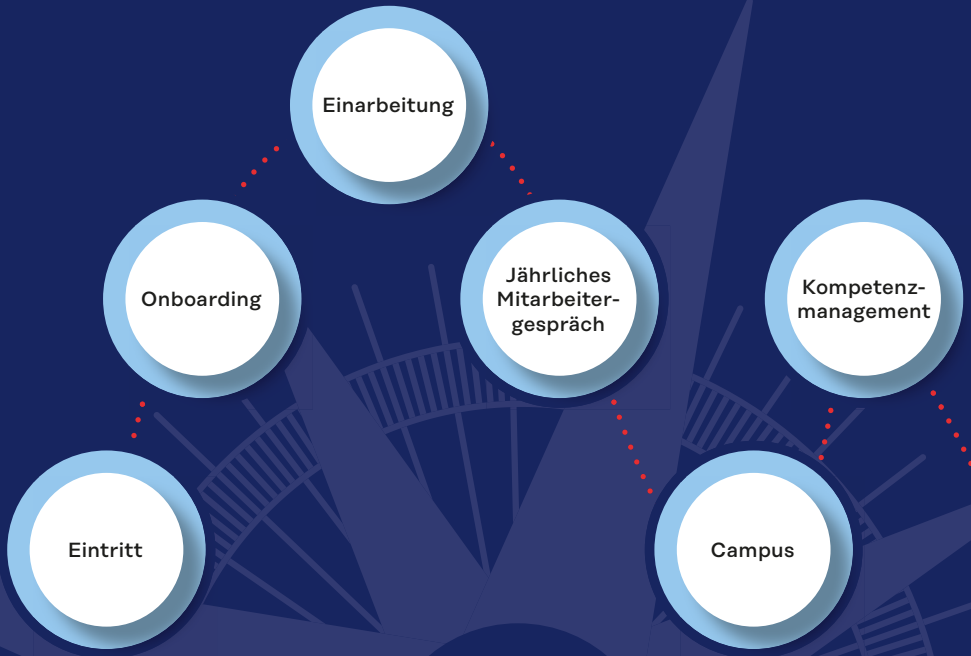 Einarbeitung
Onboarding
Jährliches
Mitarbeiter-
gespräch
Kompetenz-
management
Eintritt
Campus